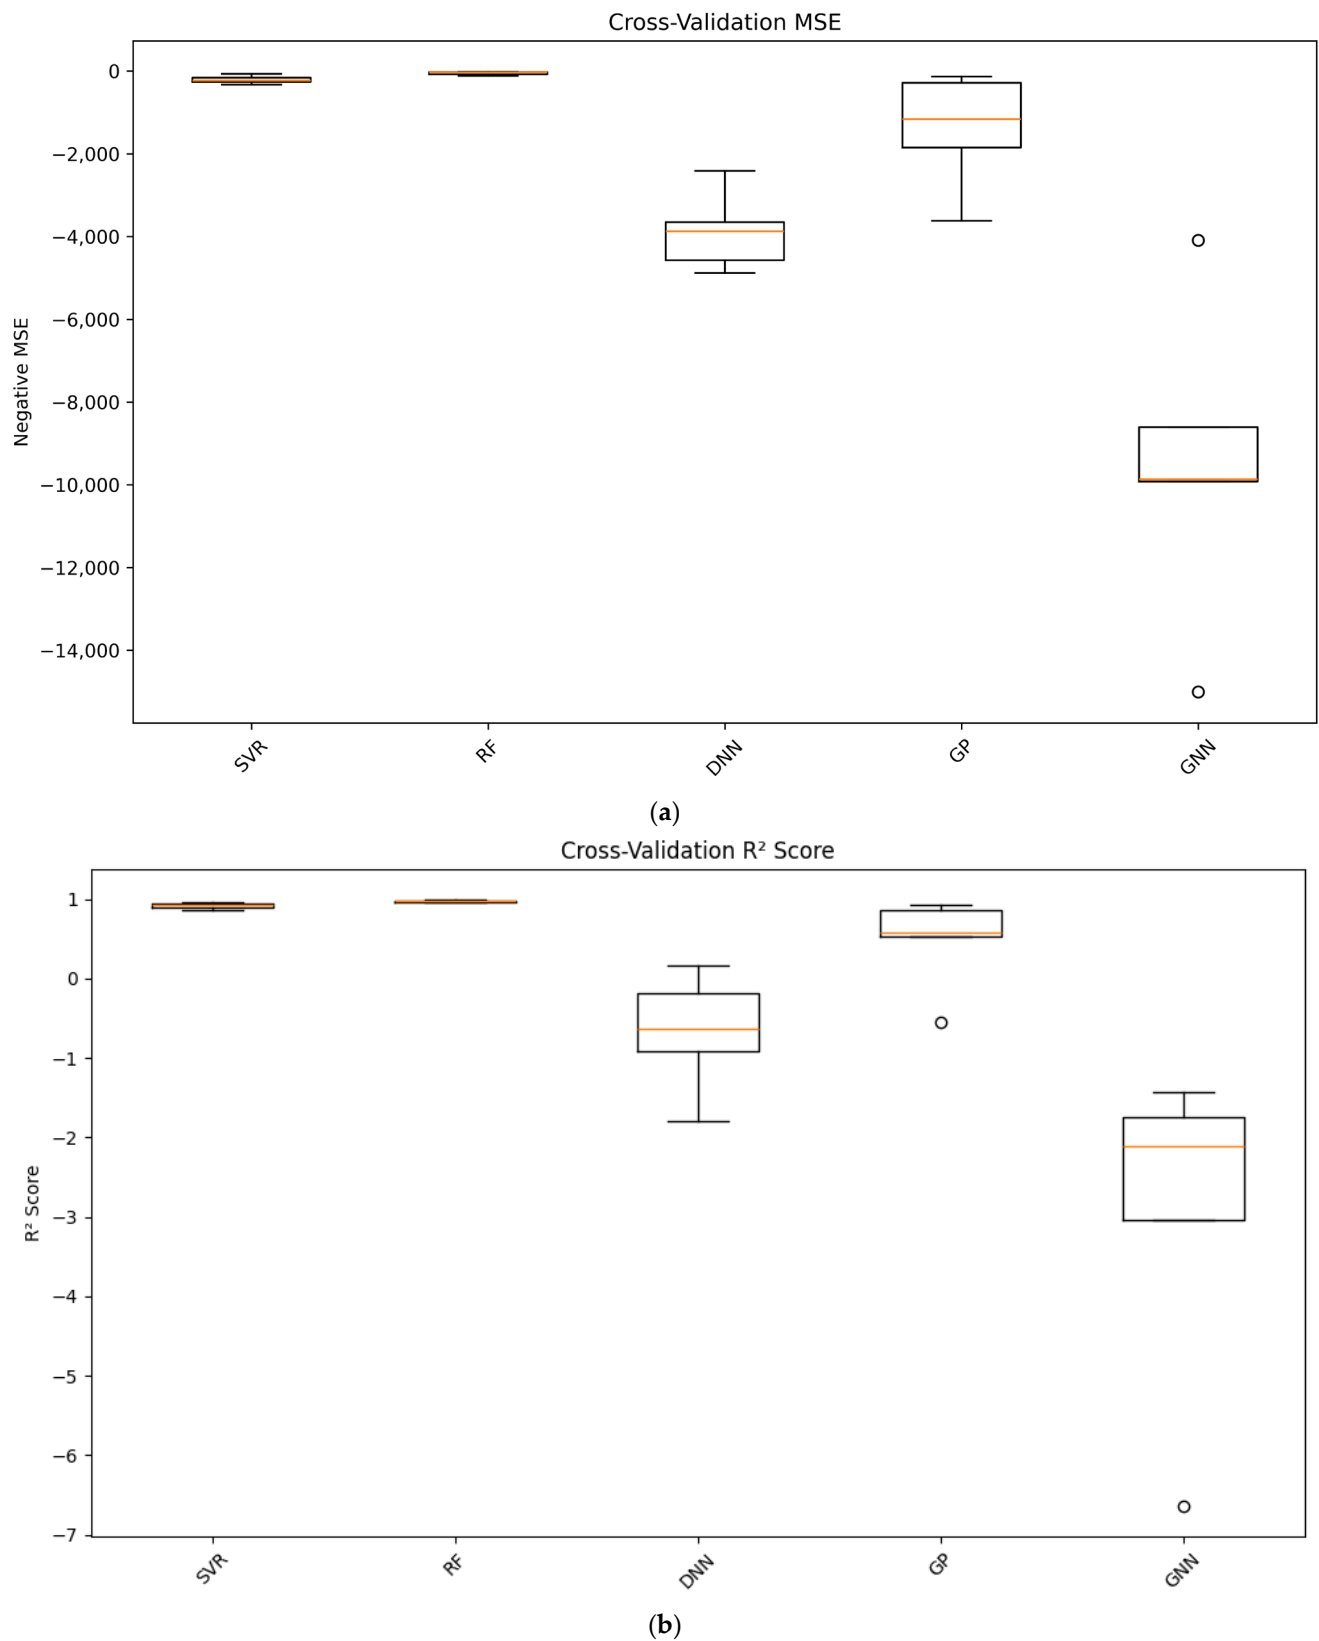 Cross-Validation MSE
0
−2,000
−4,000
−6,000
−8,000
−10,000
−12,000
−14,000
Negative MSE
SVR
RF
DNN
GP
GNN
(a)
Cross-Validation R² Score
1
0
−1
−2
−3
−4
−5
−6
−7
R² Score
SVR
RF
DNN
GP
GNN
(b)